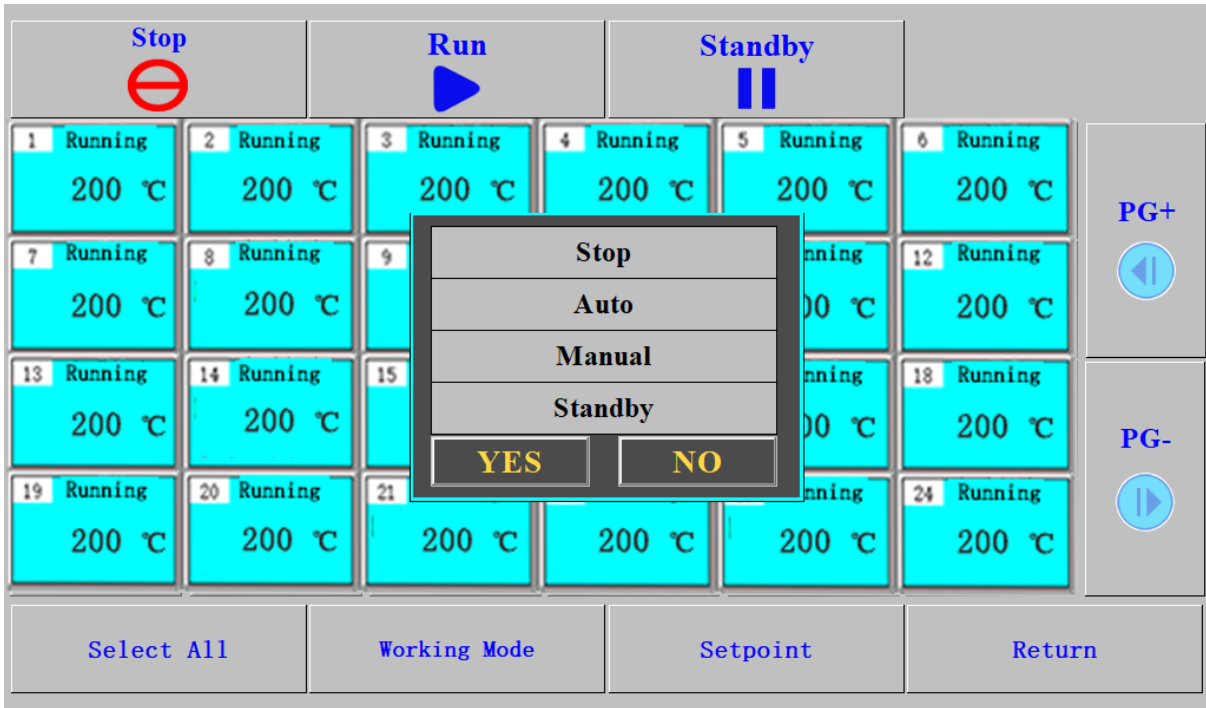 Stop
Run
Standby
1 Running 2 Running 3 Running 4 Running 5 Running 6 Running
200 ℃ 200 ℃ 200 ℃ 200 ℃ 200 ℃ 200 ℃
PG+
7 Running 8 Running 9 12 Running
200 ℃ 200 ℃ ℃ 200 ℃
13 Running 14 Running 15 18 Running
200 ℃ 200 ℃ ℃ 200 ℃
PG-
19 Running 20 Running 21 24 Running
200 ℃ 200 ℃ 200 ℃ 200 ℃ 200 ℃ 200 ℃
Stop
Auto
Manual
Standby
YES NO
Select All
Working Mode
Setpoint
Return